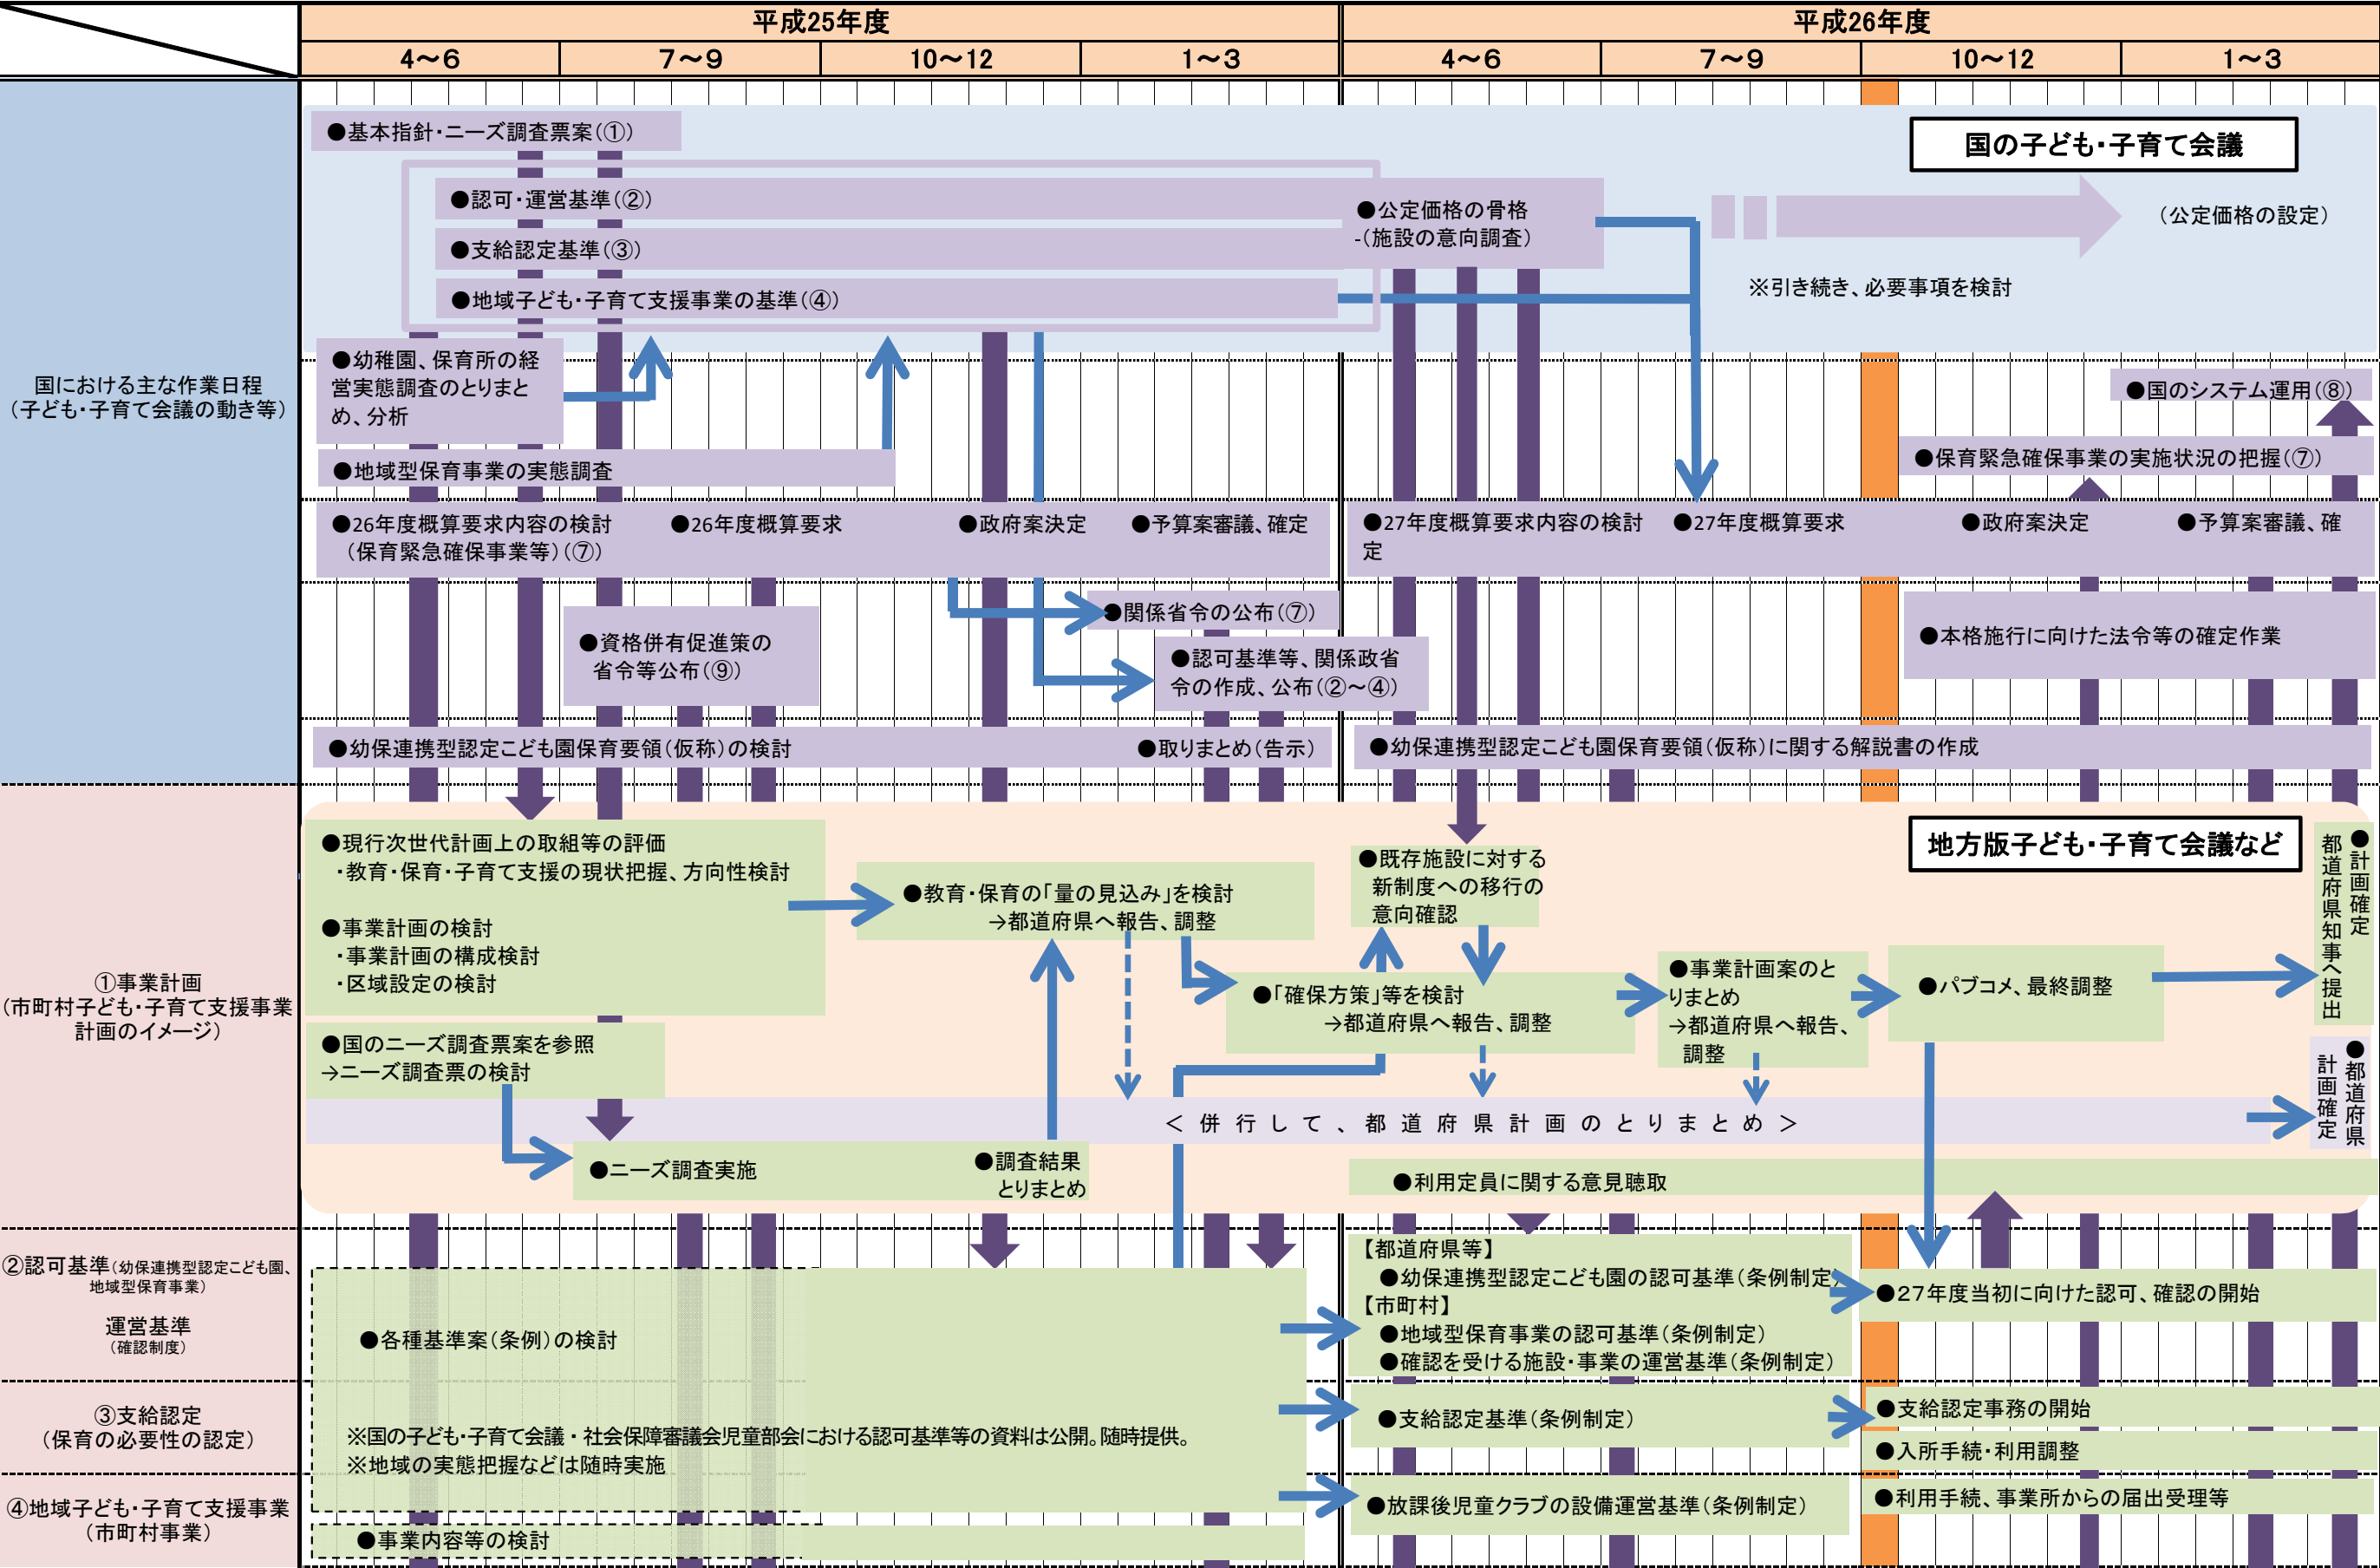 平成25年度
平成26年度
4～6
7～9
10～12
1～3
4～6
7～9
10～12
1～3
国における主な作業日程
（子ども・子育て会議の動き等）
国の子ども・子育て会議
●基本指針・ニーズ調査票案（①）
●認可・運営基準（②）
●支給認定基準（③）
●地域子ども・子育て支援事業の基準（④）
●公定価格の骨格
-（施設の意向調査）
（公定価格の設定）
※引き続き、必要事項を検討
●幼稚園、保育所の経
営実態調査のとりまと
め、分析
●地域型保育事業の実態調査
●国のシステム運用（⑧）
●保育緊急確保事業の実施状況の把握（⑦）
●26年度概算要求内容の検討
（保育緊急確保事業等）（⑦）
●26年度概算要求
●政府案決定
●予算案審議、確定
●27年度概算要求内容の検討　●27年度概算要求　●政府案決定　●予算案審議、確
定
●資格併有促進策の
省令等公布（⑨）
●関係省令の公布（⑦）
●認可基準等、関係政省
令の作成、公布（②～④）
●本格施行に向けた法令等の確定作業
●幼保連携型認定こども園保育要領（仮称）の検討
●取りまとめ（告示）
●幼保連携型認定こども園保育要領（仮称）に関する解説書の作成
①事業計画
（市町村子ども・子育て支援事業
計画のイメージ）
地方版子ども・子育て会議など
●現行次世代計画上の取組等の評価
・教育・保育・子育て支援の現状把握、方向性検討
●事業計画の検討
・事業計画の構成検討
・区域設定の検討
●国のニーズ調査票案を参照
→ニーズ調査票の検討
●教育・保育の「量の見込み」を検討
→都道府県へ報告、調整
●既存施設に対する
新制度への移行の
意向確認
●「確保方策」等を検討
→都道府県へ報告、調整
●事業計画案のと
りまとめ
→都道府県へ報告、
調整
●パブコメ、最終調整
●計画確定
都道府県知事へ提出
●都道府県
計画確定
＜併行して、都道府県計画のとりまとめ＞
●ニーズ調査実施
●調査結果
とりまとめ
●利用定員に関する意見聴取
②認可基準（幼保連携型認定こども園、
地域型保育事業）
運営基準
（確認制度）
③支給認定
（保育の必要性の認定）
④地域子ども・子育て支援事業
（市町村事業）
●各種基準案（条例）の検討
※国の子ども・子育て会議・社会保障審議会児童部会における認可基準等の資料は公開。随時提供。
※地域の実態把握などは随時実施
●事業内容等の検討
【都道府県等】
●幼保連携型認定こども園の認可基準（条例制定）
【市町村】
●地域型保育事業の認可基準（条例制定）
●確認を受ける施設・事業の運営基準（条例制定）
●支給認定基準（条例制定）
●放課後児童クラブの設備運営基準（条例制定）
●27年度当初に向けた認可、確認の開始
●支給認定事務の開始
●入所手続・利用調整
●利用手続、事業所からの届出受理等